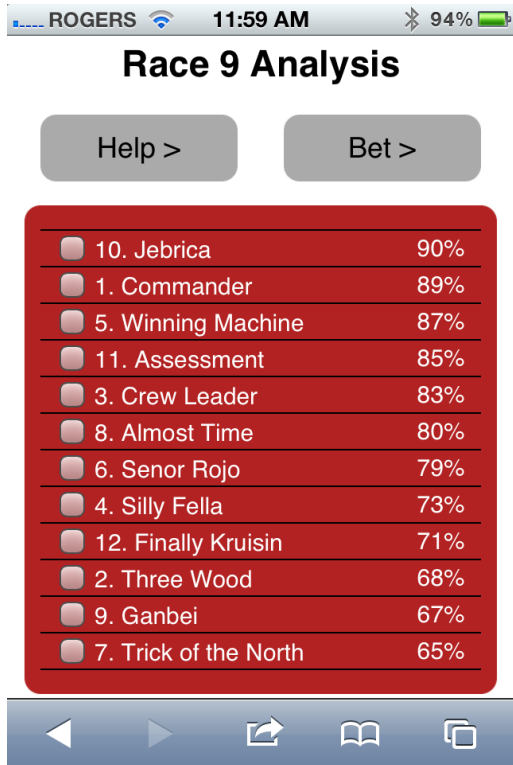 ROGERS 11:59 AM 94%
Race 9 Analysis
Help > Bet >
10. Jebrica 90%
1. Commander 89%
5. Winning Machine 87%
11. Assessment 85%
3. Crew Leader 83%
8. Almost Time 80%
6. Senor Rojo 79%
4. Silly Fella 73%
12. Finally Kruisin 71%
2. Three Wood 68%
9. Ganbei 67%
7. Trick of the North 65%